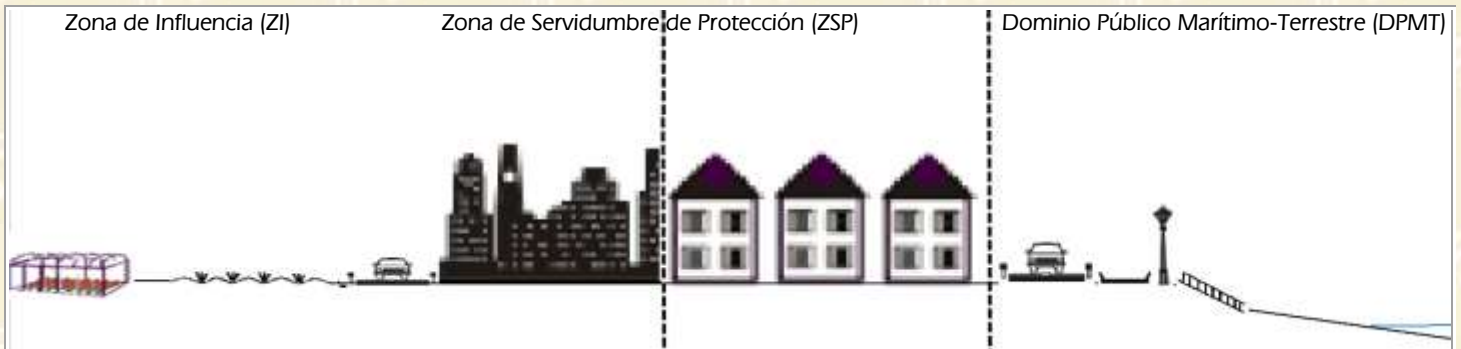 Zona de Influencia (ZI)
Zona de Servidumbre de Protección (ZSP)
Dominio Público Marítimo-Terrestre (DPMT)